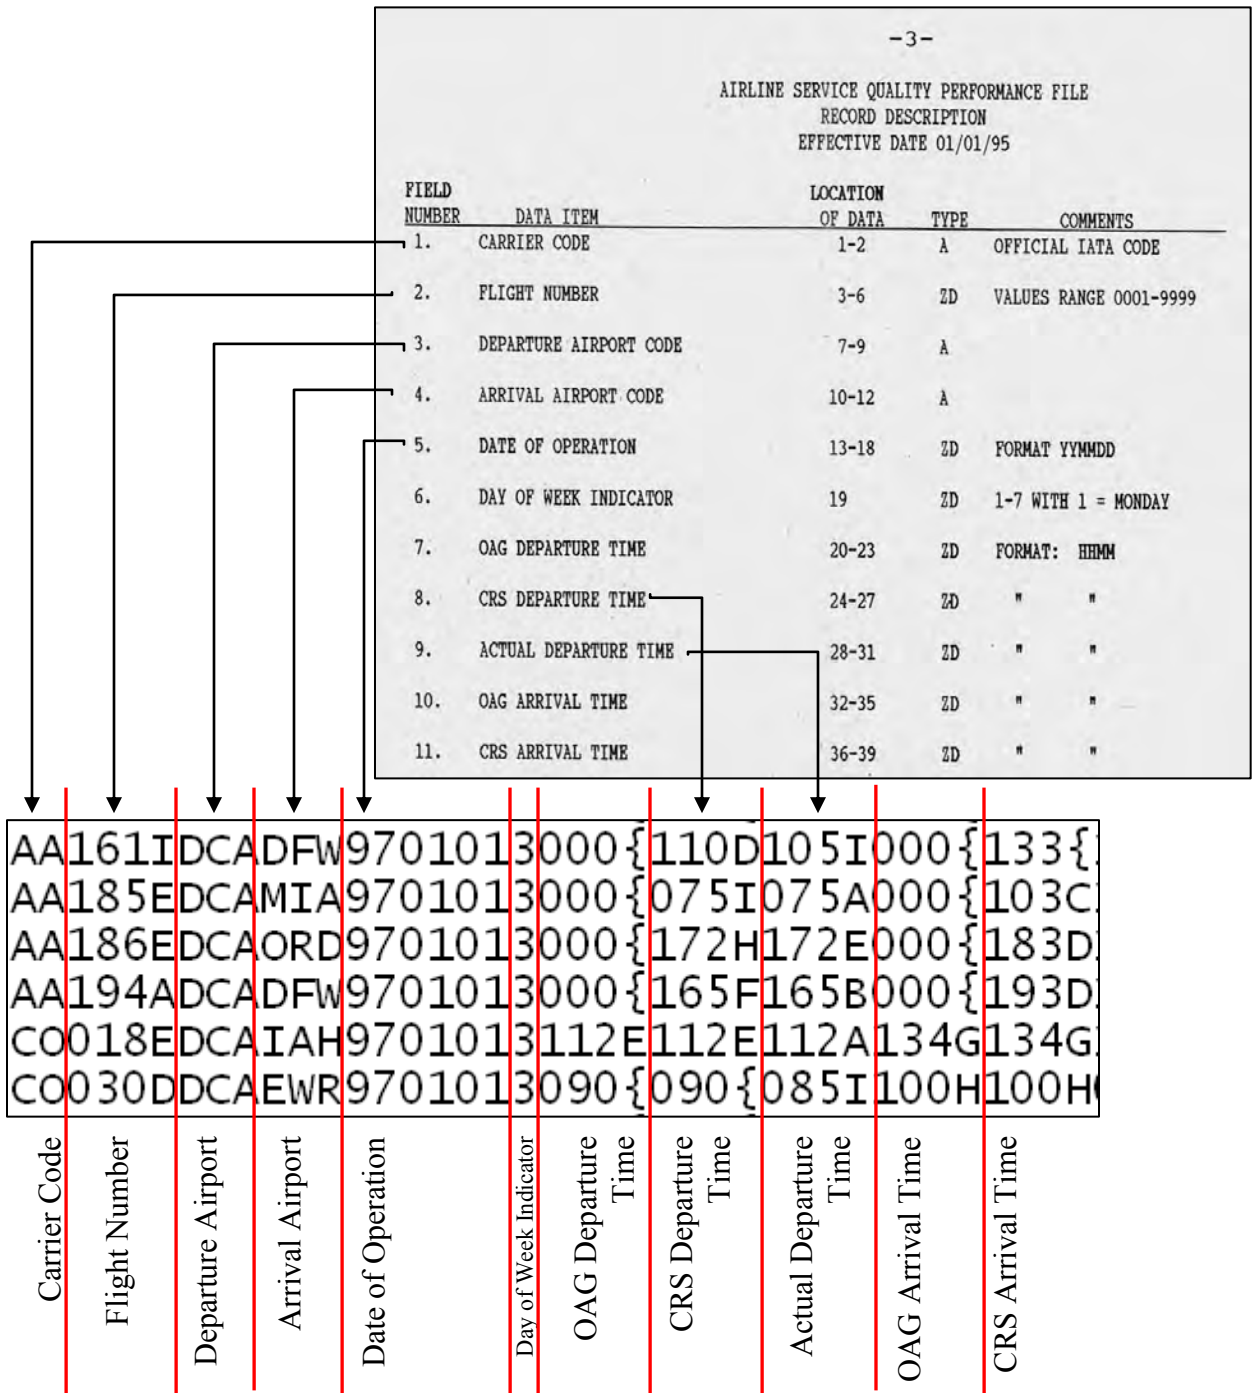 -3-
AIRLINE SERVICE QUALITY PERFORMANCE FILE
RECORD DESCRIPTION
EFFECTIVE DATE 01/01/95
FIELD LOCATION
NUMBER DATA ITEM OF DATA TYPE COMMENTS
1. CARRIER CODE 1-2 A OFFICIAL IATA CODE
2. FLIGHT NUMBER 3-6 ZD VALUES RANGE 0001-9999
3. DEPARTURE AIRPORT CODE 7-9 A
4. ARRIVAL AIRPORT CODE 10-12 A
5. DATE OF OPERATION 13-18 ZD FORMAT YYMMDD
6. DAY OF WEEK INDICATOR 19 ZD 1-7 WITH 1 = MONDAY
7. OAG DEPARTURE TIME 20-23 ZD FORMAT: HHMM
8. CRS DEPARTURE TIME 24-27 ZD " "
9. ACTUAL DEPARTURE TIME 28-31 ZD " "
10. OAG ARRIVAL TIME 32-35 ZD " "
11. CRS ARRIVAL TIME 36-39 ZD " "
AA161IDCADFW9701013000{110D105I000{133{
AA185EDCAMIA9701013000{075I075A000{103C
AA186EDCAORD9701013000{172H172E000{183D
AA194ADCADFW9701013000{165F165B000{193D
CO018EDCAIAH9701013112E112E112A134G134G
CO030DDCAEWR9701013090{090{085I100H100H
Carrier Code
Flight Number
Departure Airport
Arrival Airport
Date of Operation
Day of Week Indicator
OAG Departure
Time
CRS Departure
Time
Actual Departure
Time
OAG Arrival Time
CRS Arrival Time